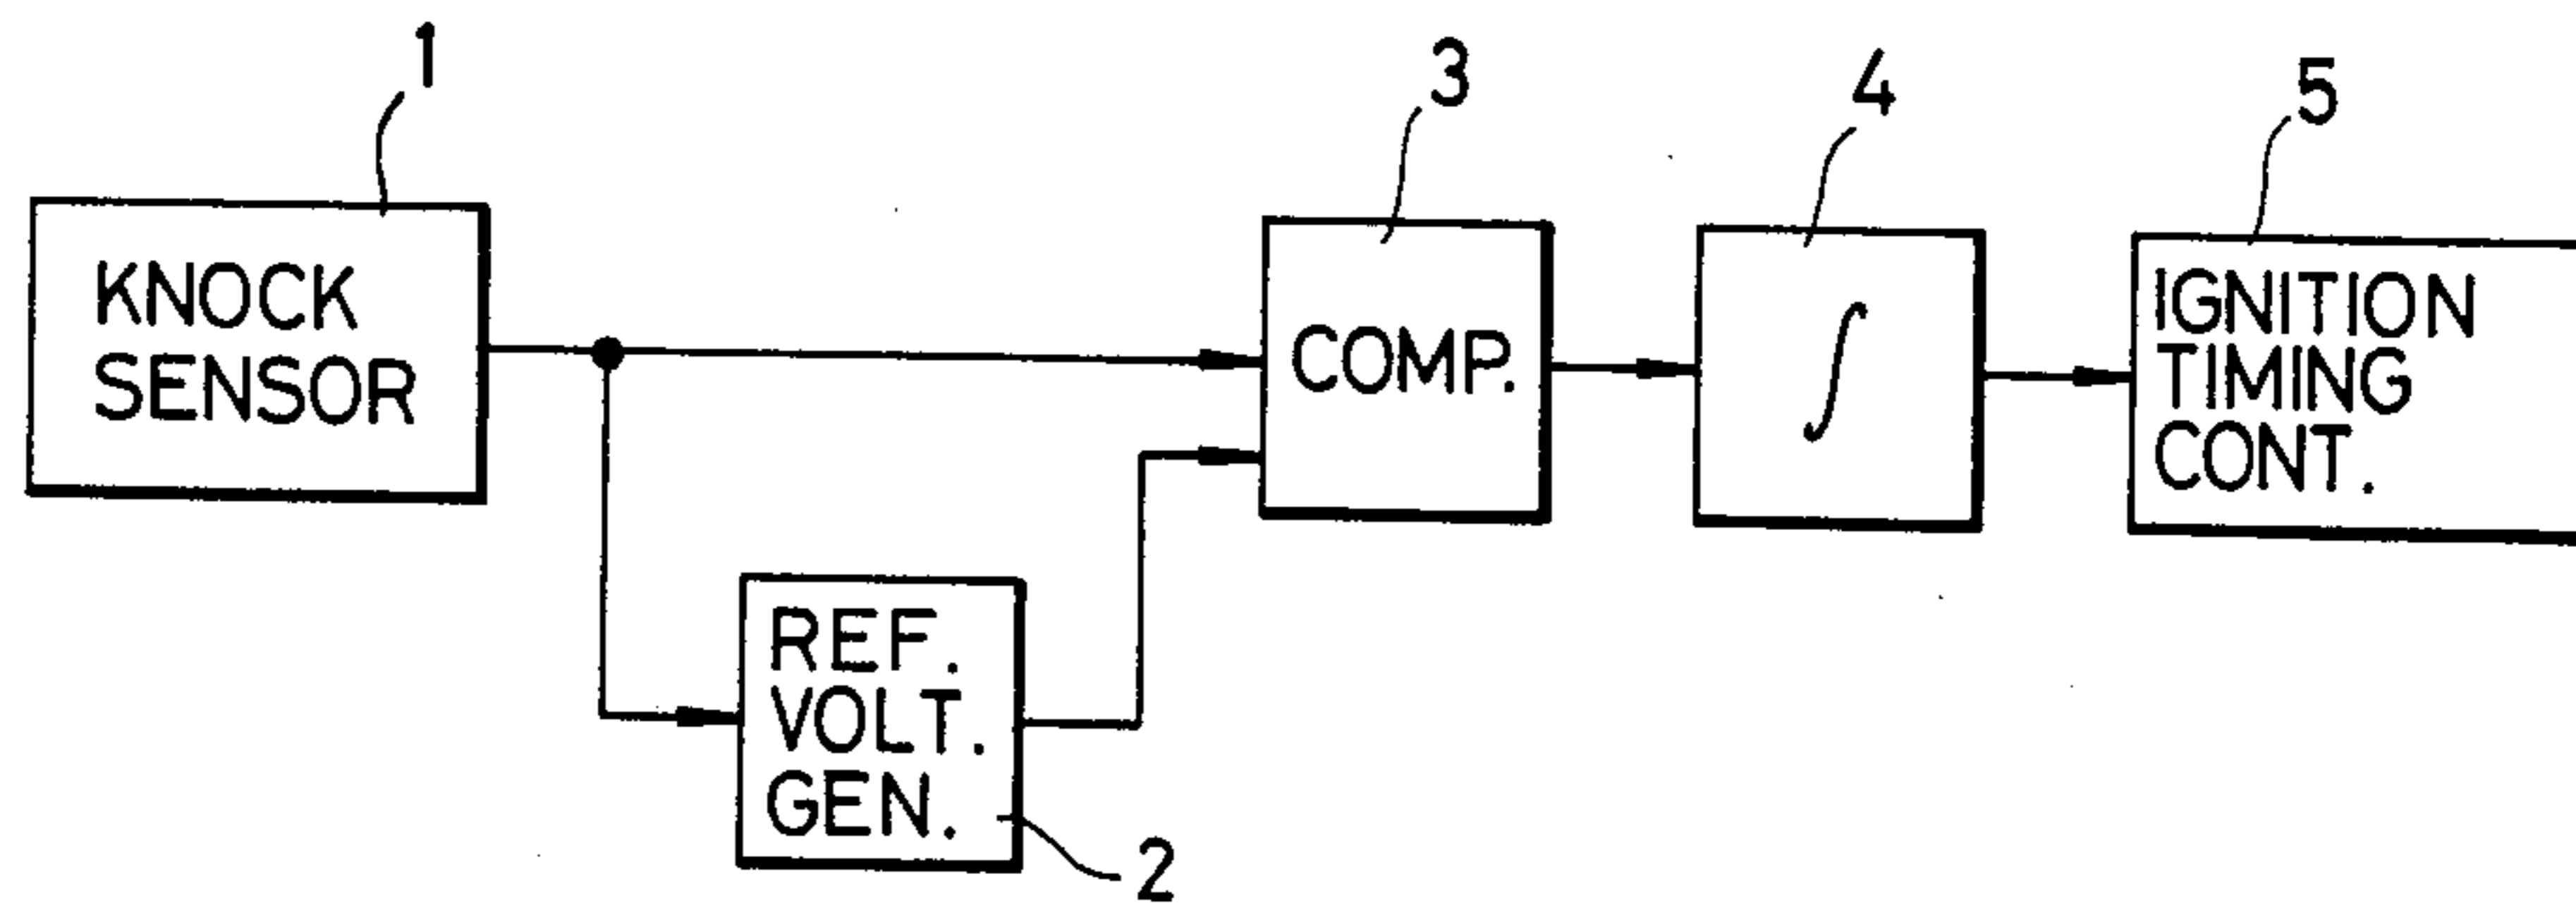 1
KNOCK
SENSOR
3
COMP.
4
∫
5
IGNITION
TIMING
CONT.
REF.
VOLT.
GEN.
2